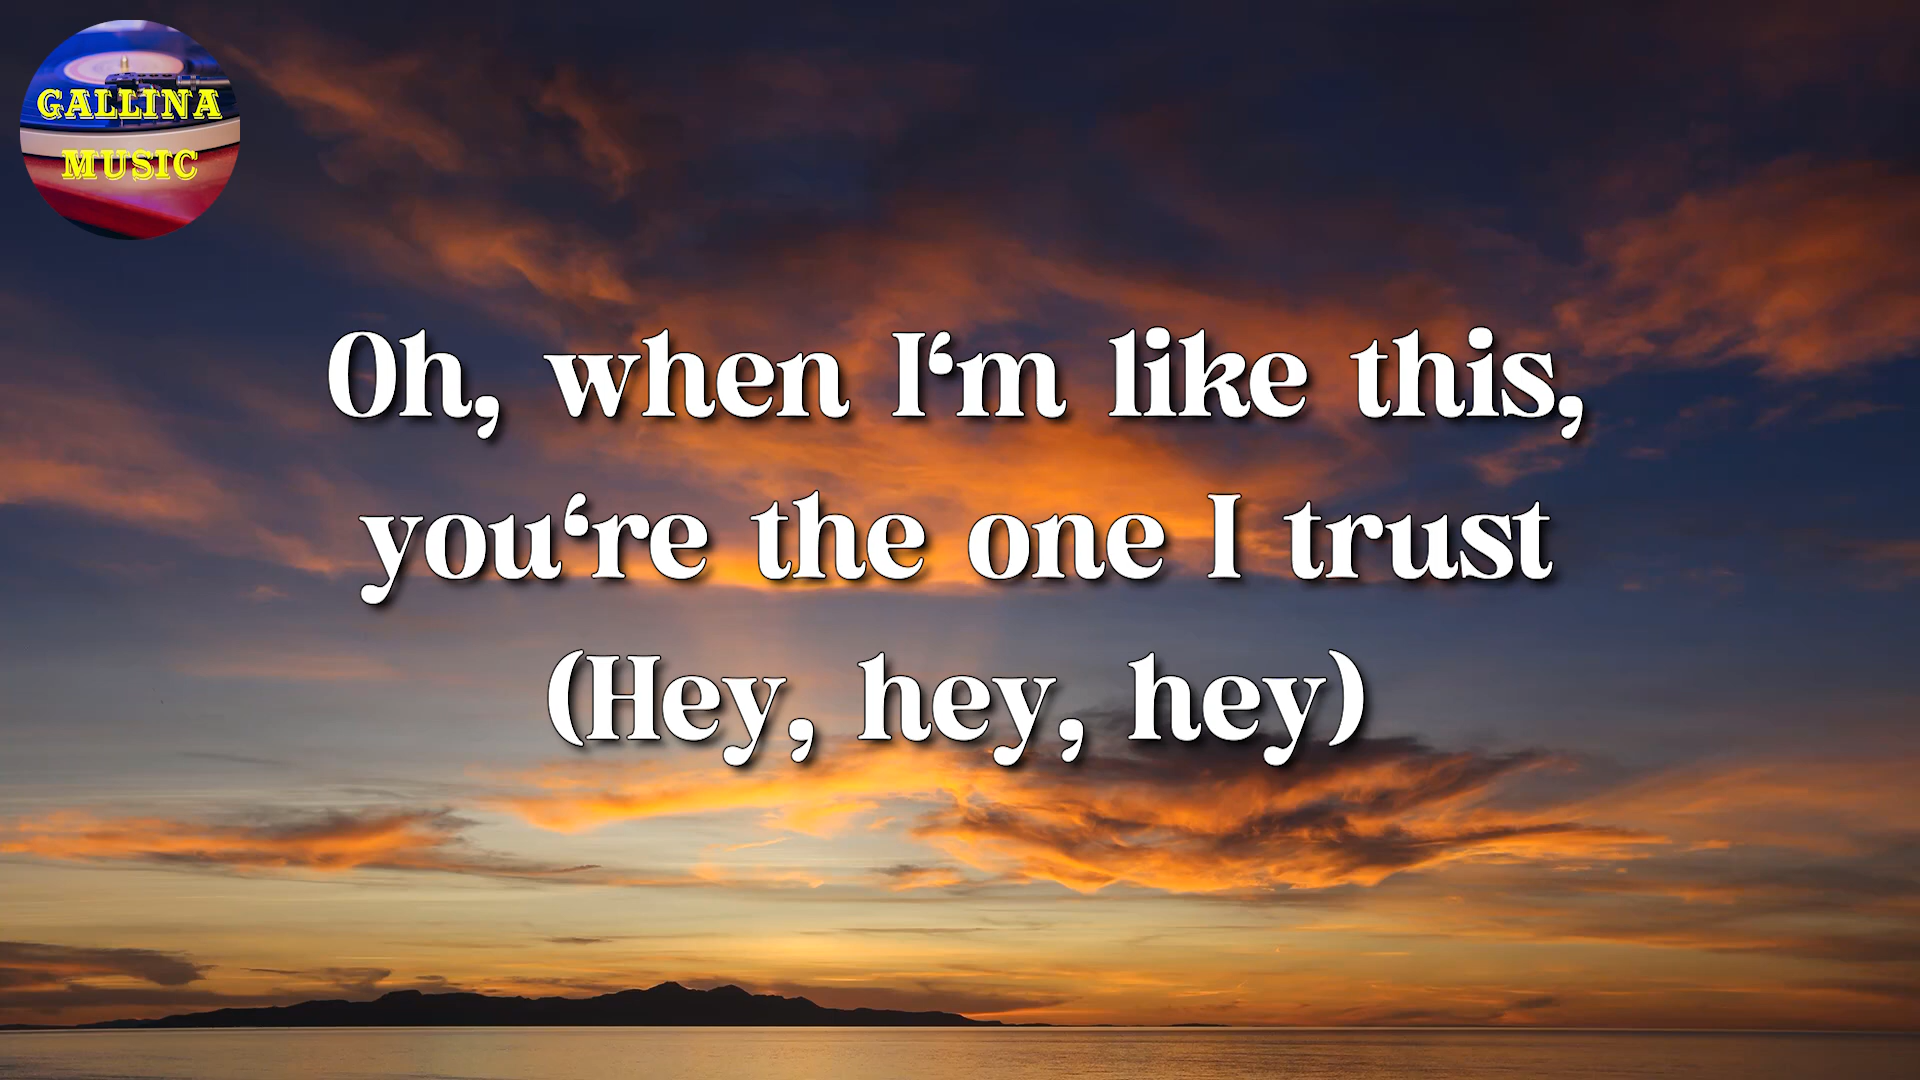 GALLINA
MUSIC
Oh, when I‘m like this,
you‘re the one I trust
(Hey, hey, hey)